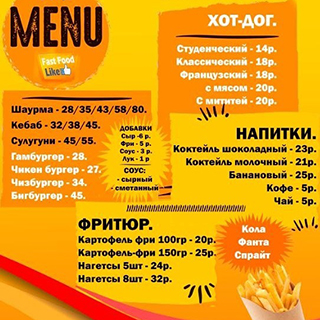 MENU
Fast Food
Like
ХОТ-ДОГ.
Студенческий - 14р.
Классический - 18р.
Французский - 18р.
с мясом - 20р.
С мититей - 20р.
Шаурма - 28/35/43/58/80.
Кебаб - 32/38/45.
Сулугуни - 45/55.
Гамбургер - 28.
Чикен бургер - 27.
Чизбургер - 34.
Бигбургер - 45.
ДОБАВКИ
Сыр -6 р.
Фри - 5 р.
Соус - 3 р.
Лук - 1 р
СОУС:
- сырный
- сметанный
НАПИТКИ.
Коктейль шоколадный - 23р.
Коктейль молочный - 21р.
Банановый - 25р.
Кофе - 5р.
Чай - 5р.
ФРИТЮР.
Картофель фри 100гр - 20р.
Картофель-фри 150гр - 25р.
Нагетсы 5шт - 24р.
Нагетсы 8шт - 32р.
Кола
Фанта
Спрайт